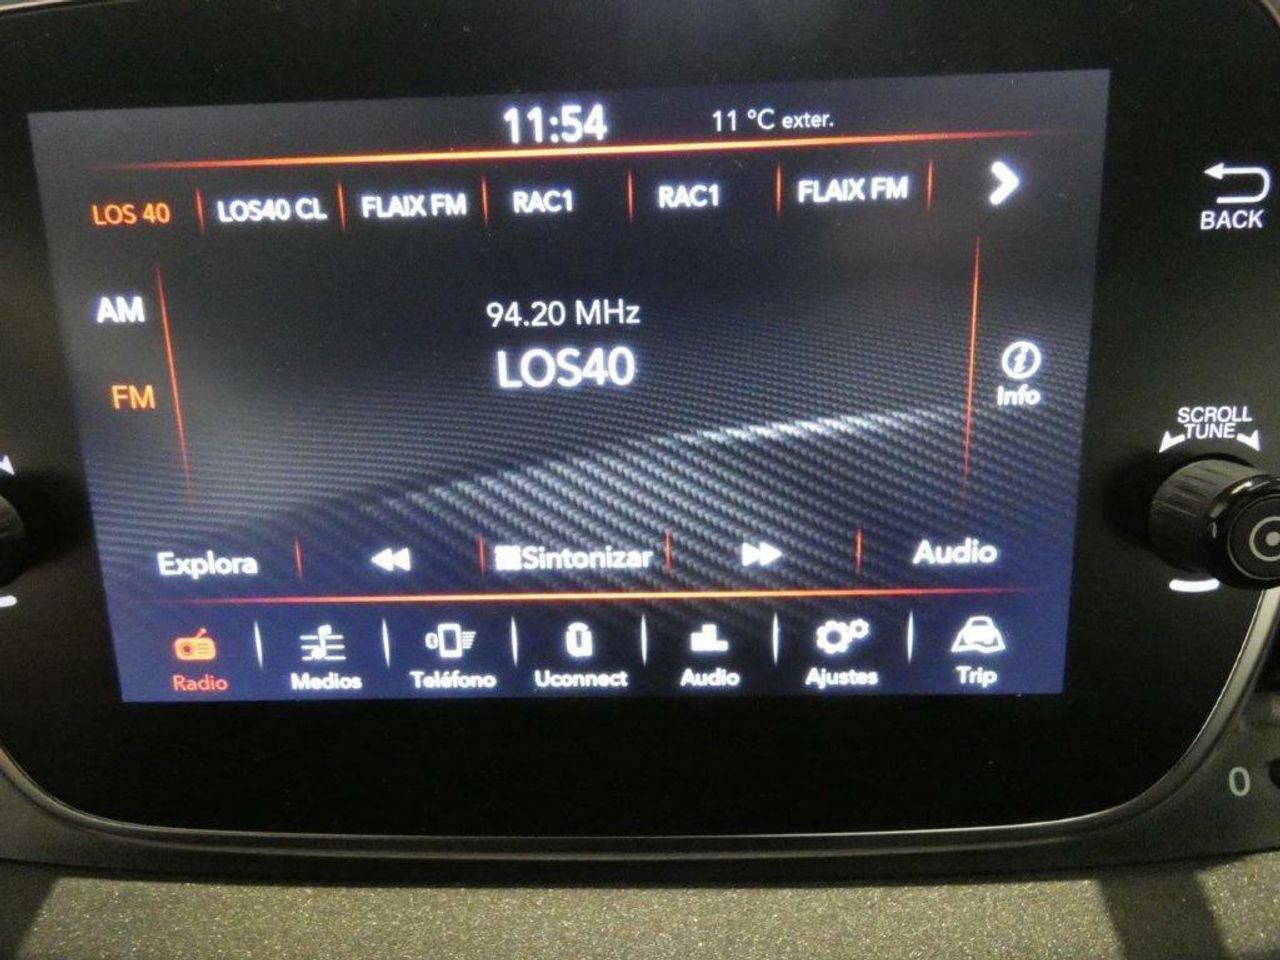 11:54
11 °C exter.
LOS 40
LOS40 CL
FLAIX FM
RAC1
RAC1
FLAIX FM
BACK
AM
94.20 MHz
LOS40
FM
Info
SCROLL
TUNE
Explora
Sintonizar
Audio
Radio
Medios
Teléfono
Uconnect
Audio
Ajustes
Trip
0